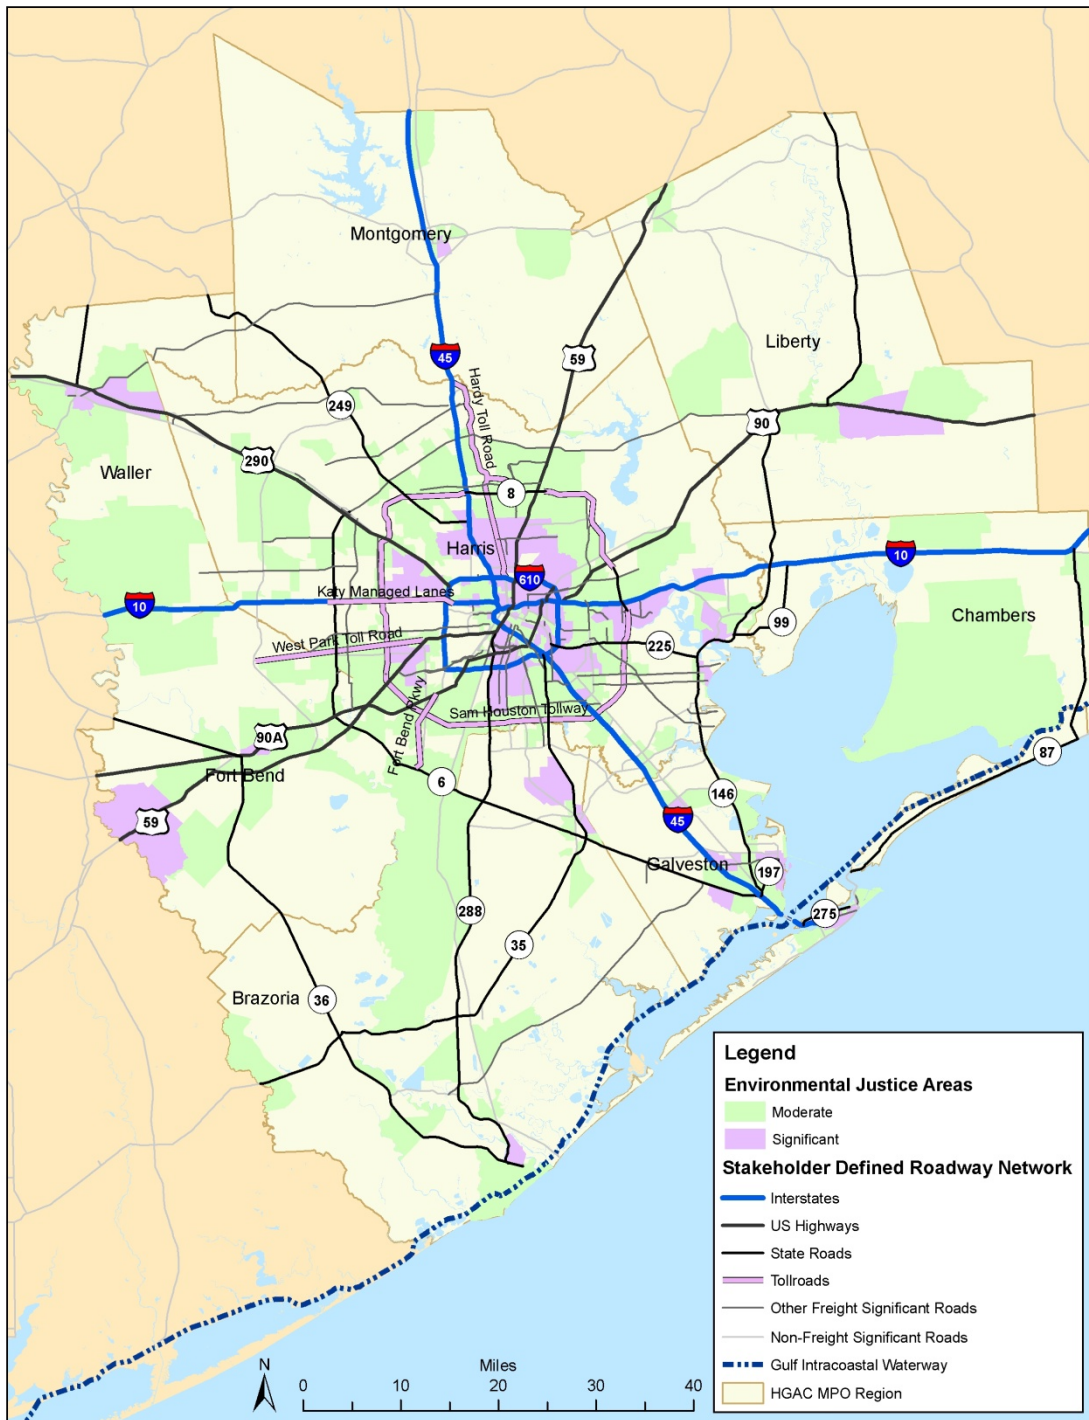 Montgomery
45
59
Liberty
Hardy Toll Road
249
90
290
Waller
8
Harris
10
610
Katy Managed Lanes
10
Chambers
99
West Park Toll Road
225
Sam Houston Tollway
90A
Fort Bend Pkwy
87
Fort Bend
6
146
59
45
Galveston
197
288
275
35
Brazoria
36
Legend
Environmental Justice Areas
Moderate
Significant
Stakeholder Defined Roadway Network
Interstates
US Highways
State Roads
Tollroads
Other Freight Significant Roads
Non-Freight Significant Roads
Gulf Intracoastal Waterway
HGAC MPO Region
N
Miles
0 10 20 30 40